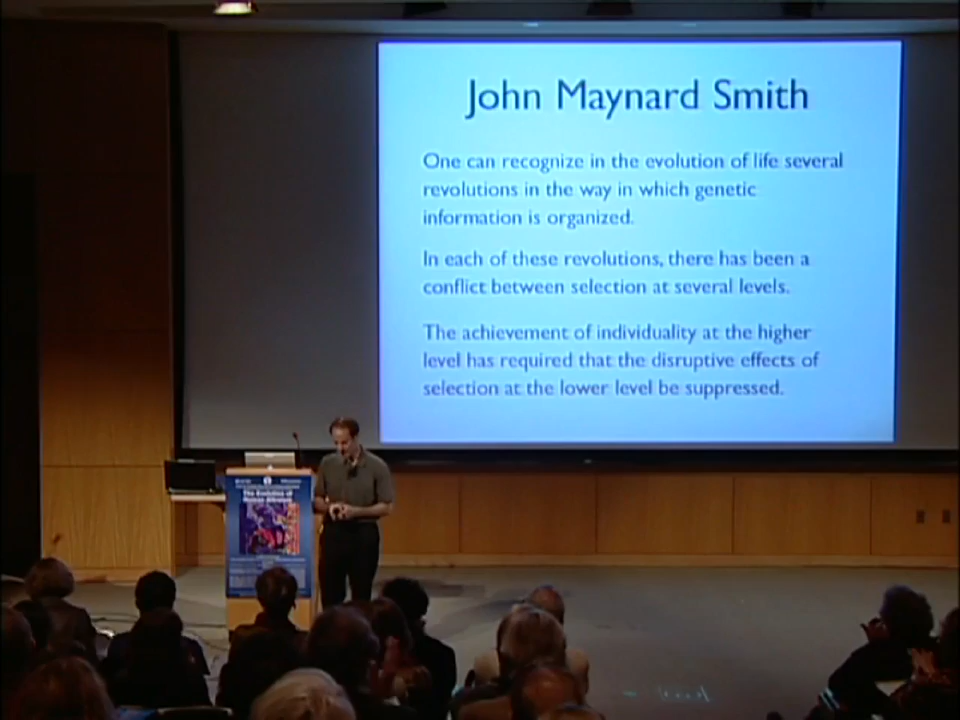 John Maynard Smith
One can recognize in the evolution of life several
revolutions in the way in which genetic
information is organized.
In each of these revolutions, there has been a
conflict between selection at several levels.
The achievement of individuality at the higher
level has required that the disruptive effects of
selection at the lower level be suppressed.
The Evolution of
Human Altruism